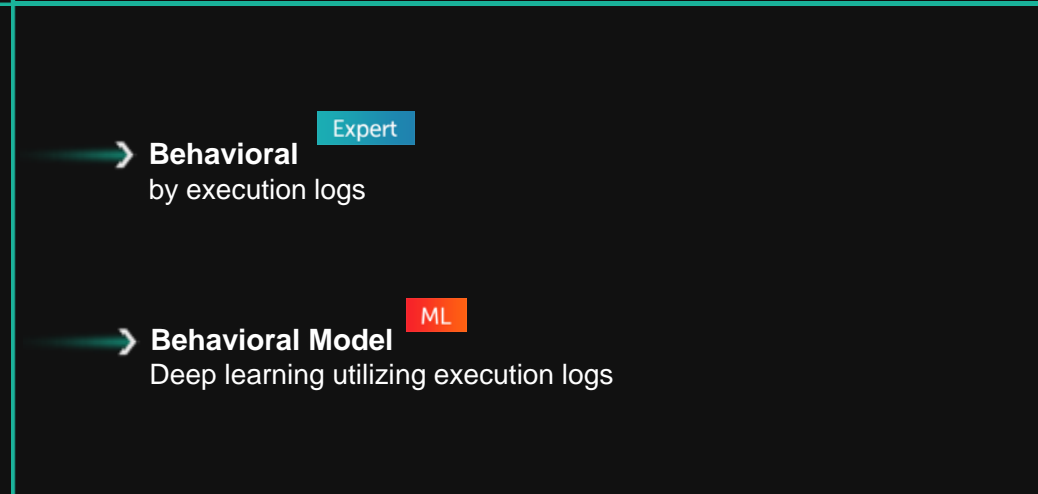 Expert
Behavioral
by execution logs
ML
Behavioral Model
Deep learning utilizing execution logs